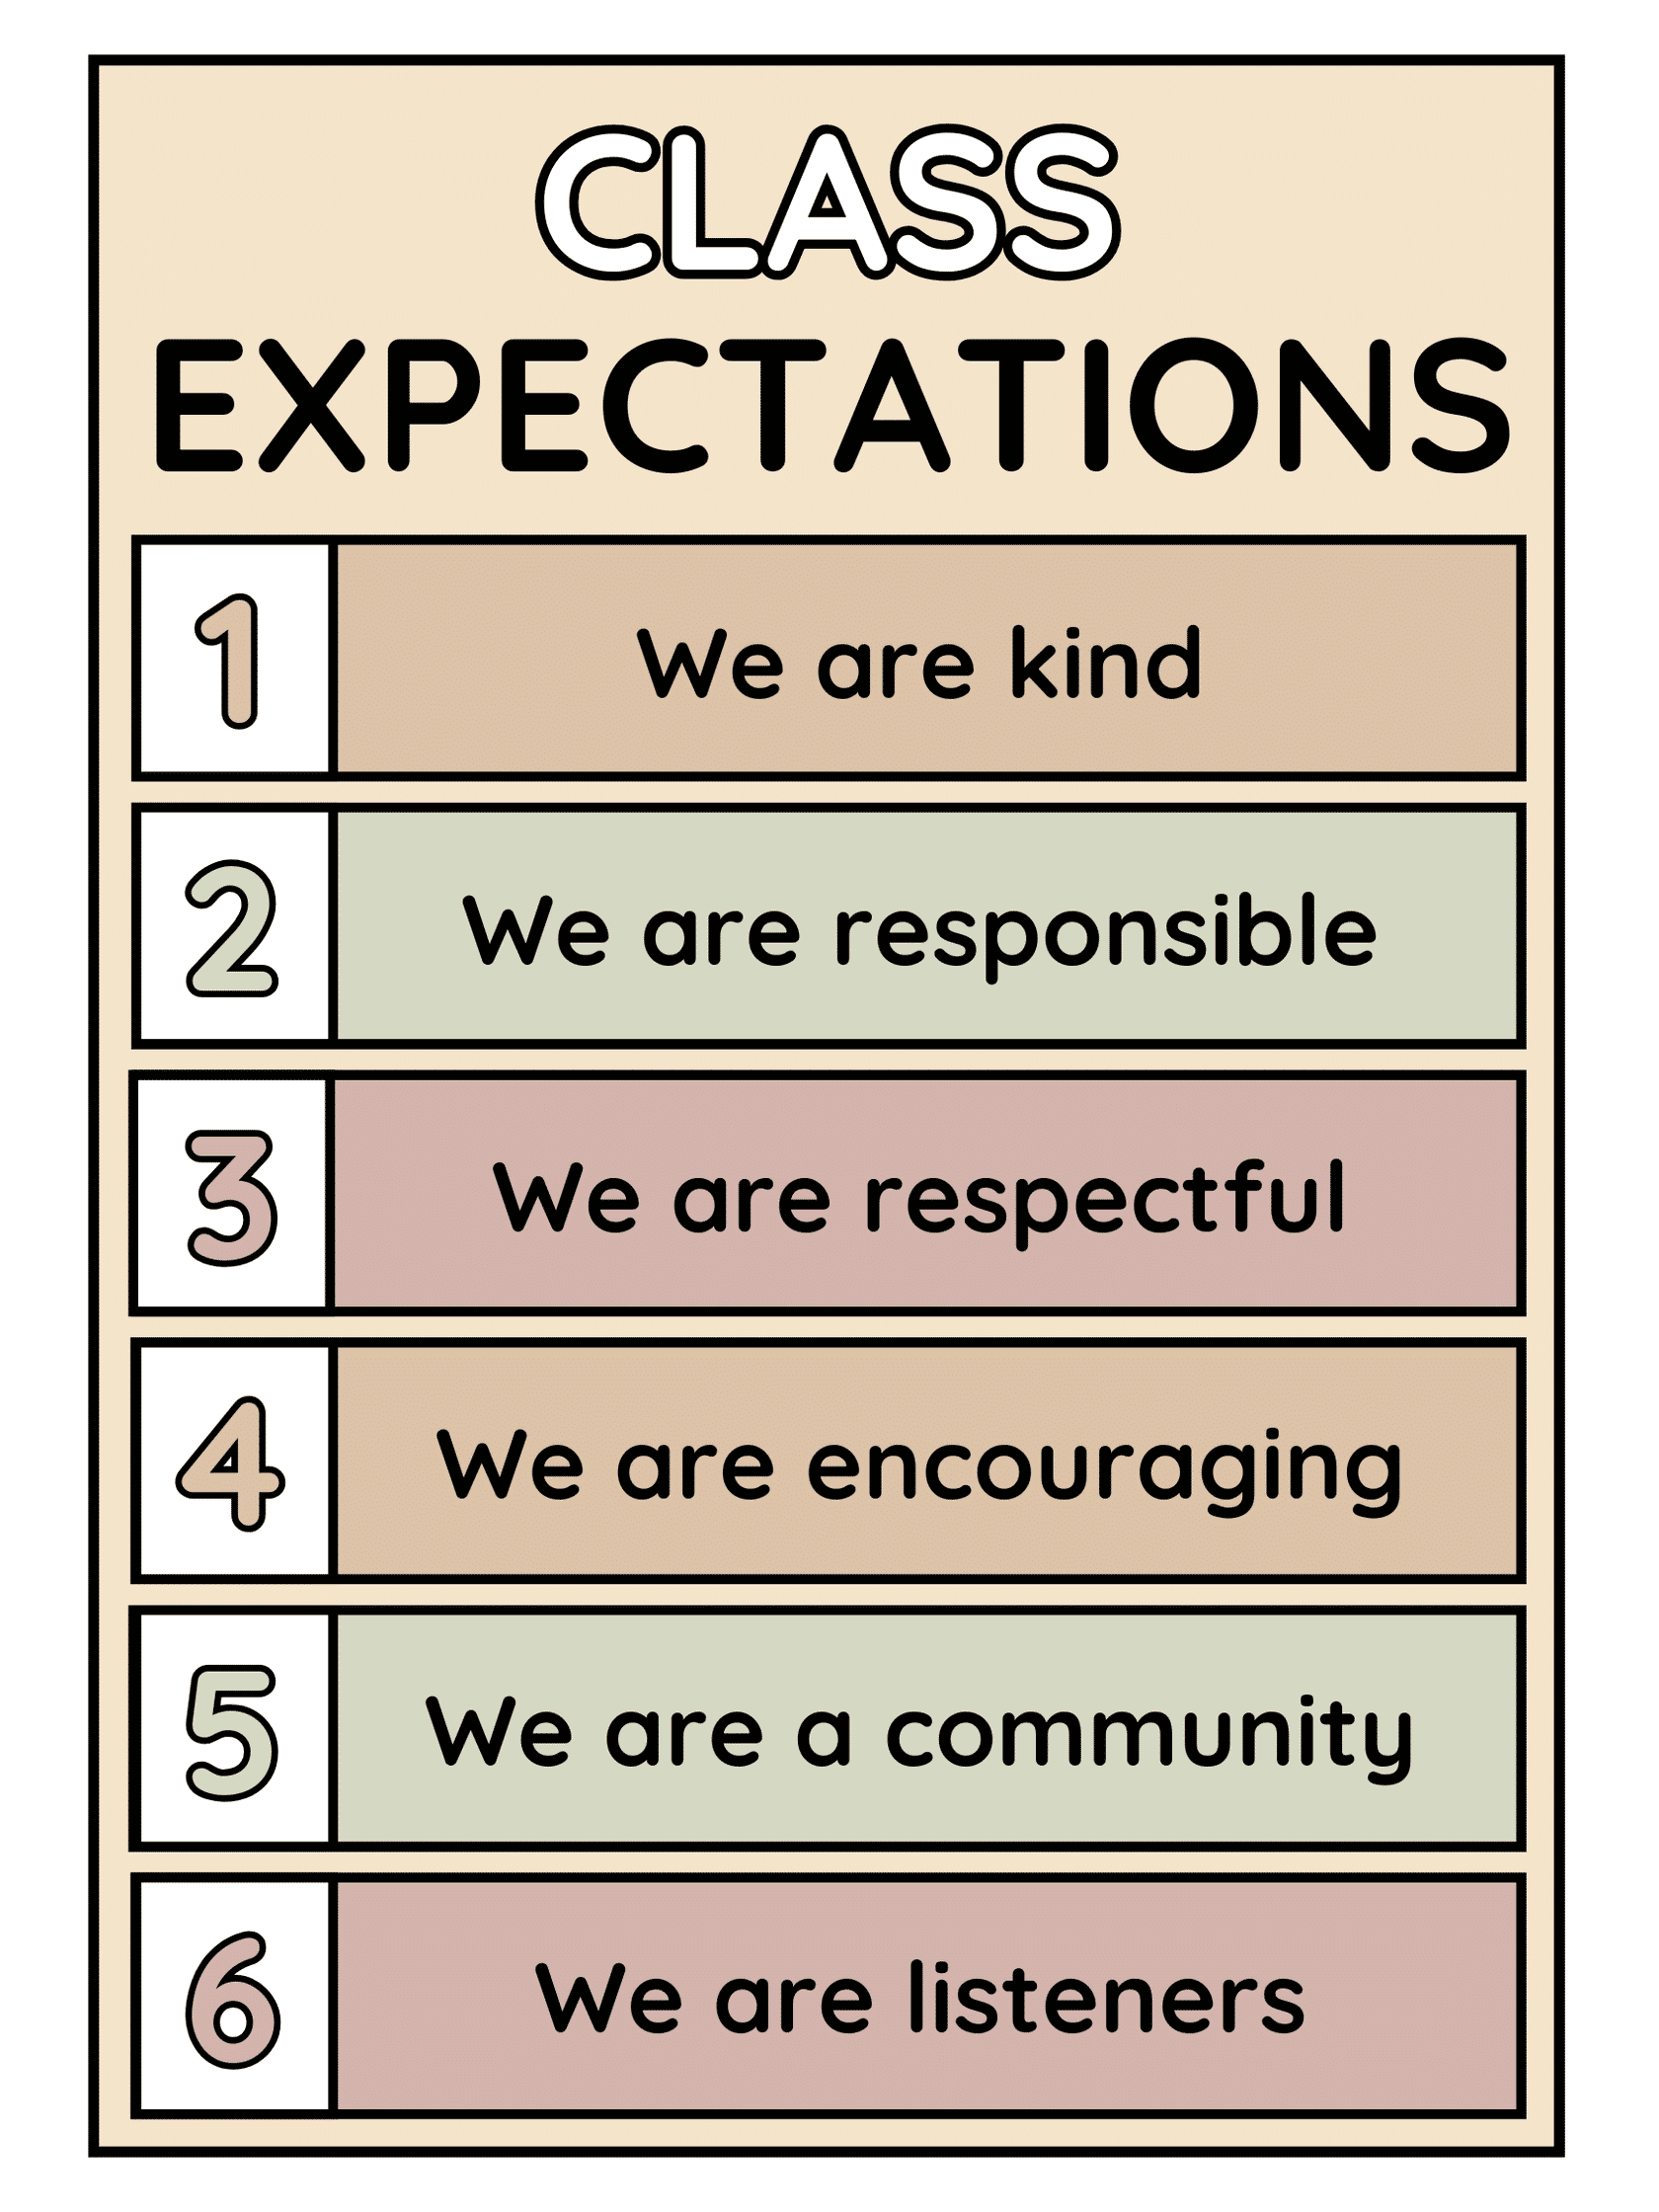 CLASS
EXPECTATIONS
1 We are kind
2 We are responsible
3 We are respectful
4 We are encouraging
5 We are a community
6 We are listeners